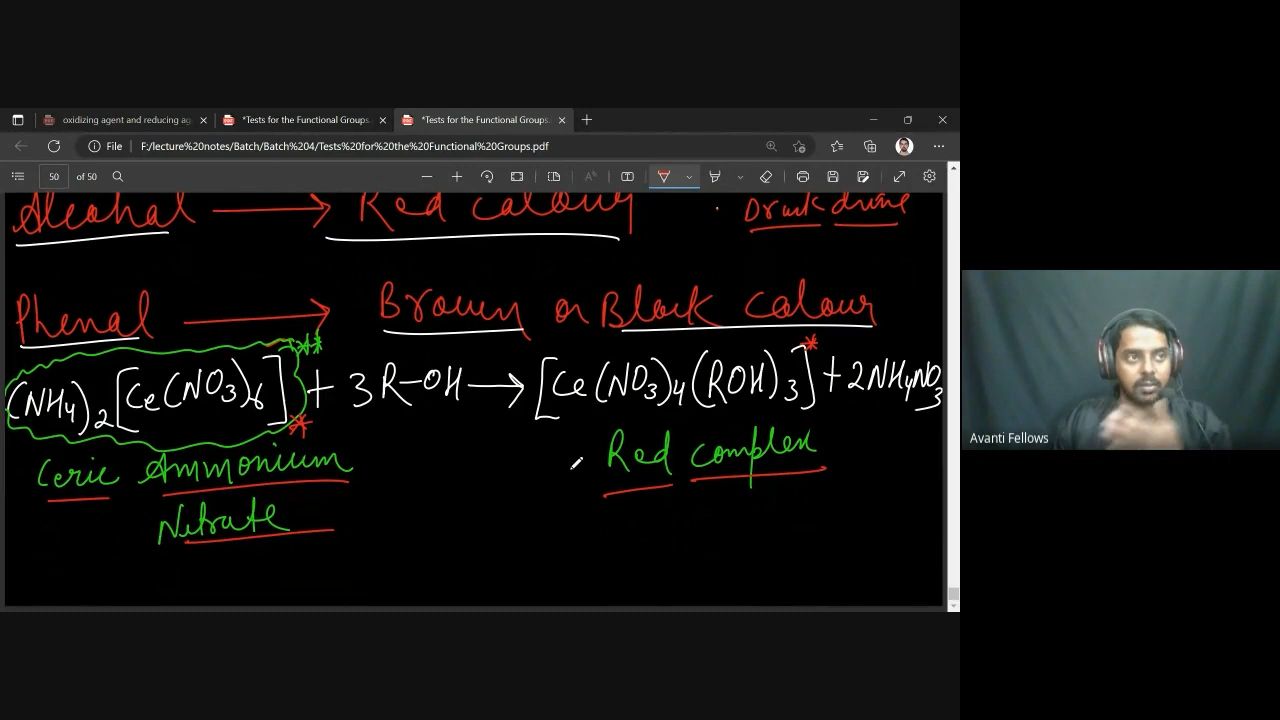 oxidizing agent and reducing ag
*Tests for the Functional Groups.
*Tests for the Functional Groups.
File
F:/lecture%20notes/Batch/Batch%204/Tests%20for%20the%20Functional%20Groups.pdf
50 of 50
Alcohal → Red calour
Drunk drive
Phenal → Brown or Black calour
(NH4)2[Ce(NO3)6] + 3R-OH → [Ce(NO3)4(ROH)3] + 2NH4NO3
Ceric Ammonium Red complex
Nitrate
Avanti Fellows